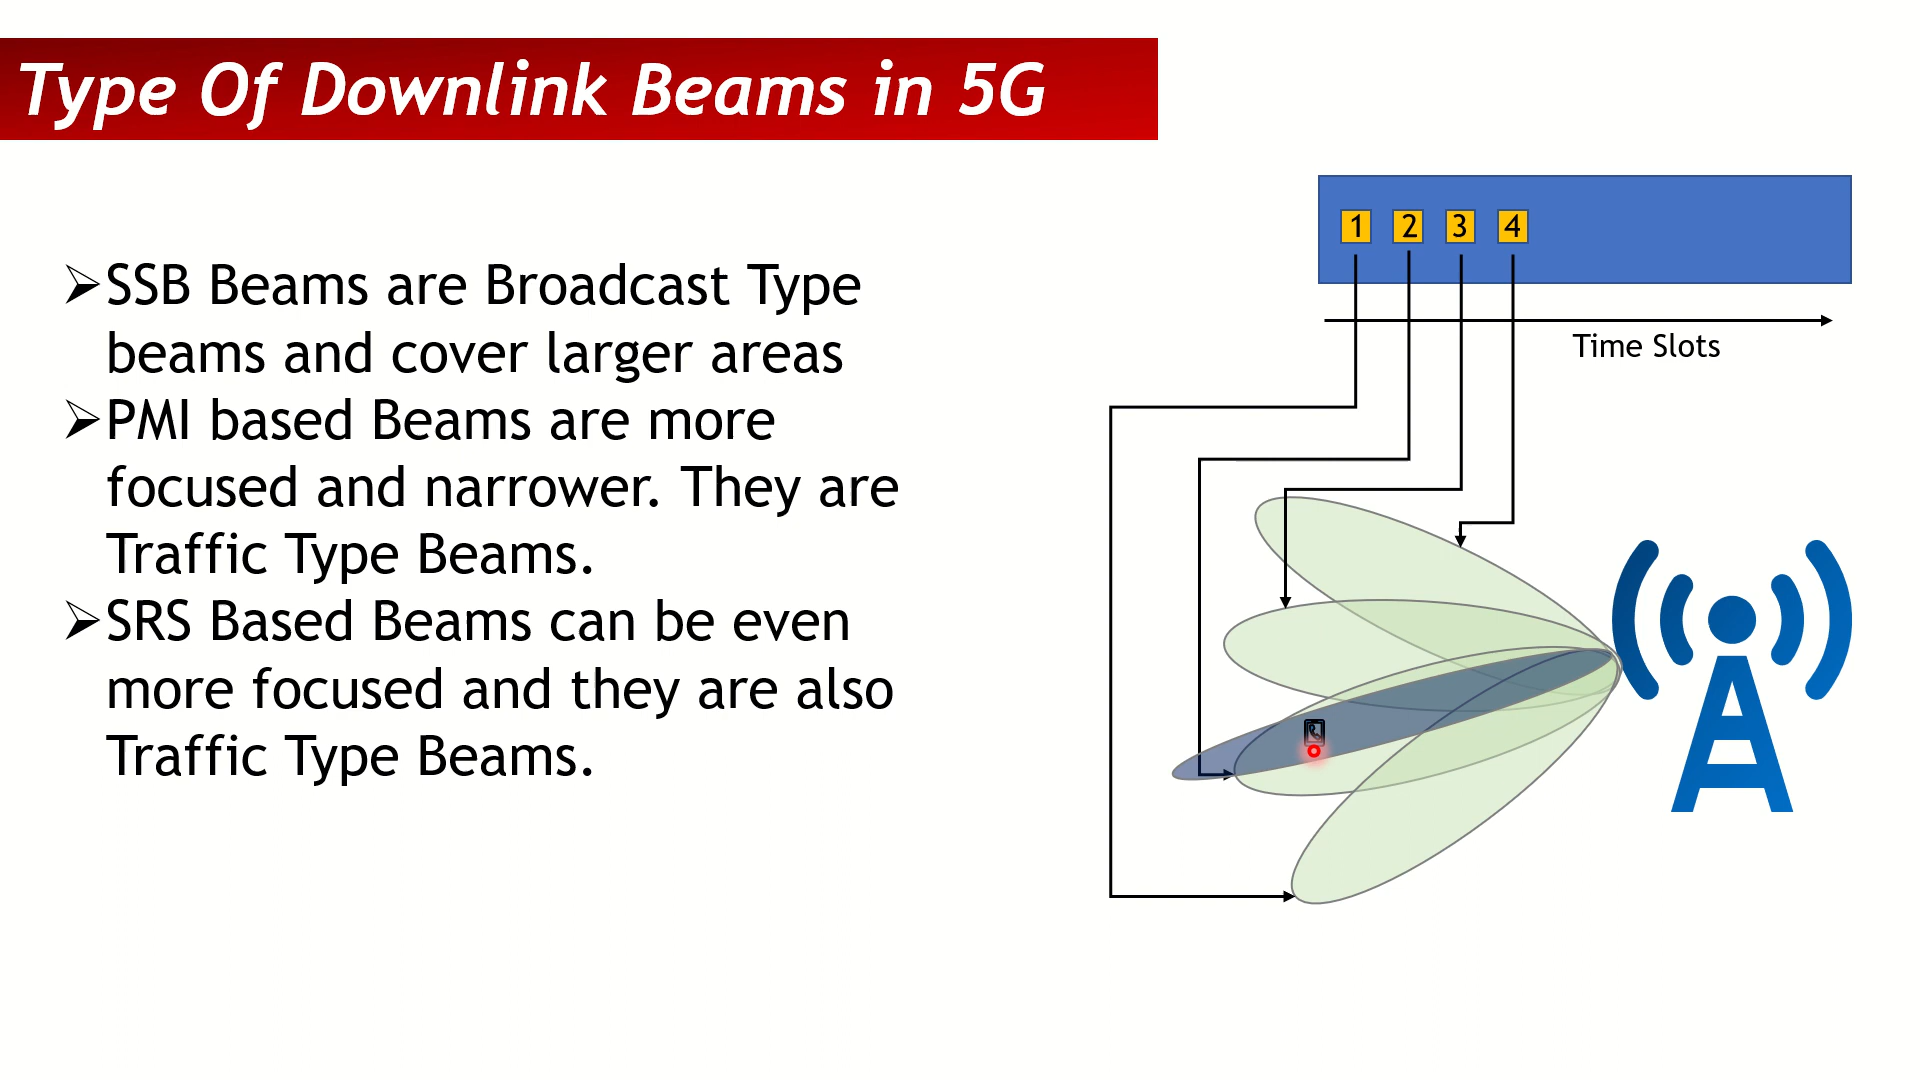 Type Of Downlink Beams in 5G
1 2 3 4
Time Slots
➢SSB Beams are Broadcast Type
beams and cover larger areas
➢PMI based Beams are more
focused and narrower. They are
Traffic Type Beams.
➢SRS Based Beams can be even
more focused and they are also
Traffic Type Beams.